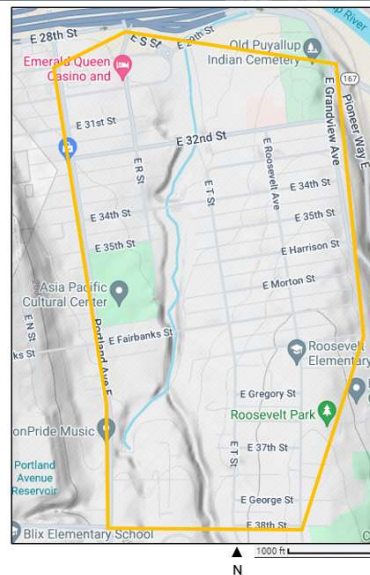 p River
E 28th St
E S St
E 29th St
Old Puyallup
Indian Cemetery
Emerald Queen
Casino and
167
Pioneer Way E
E Grandview Ave
E 31st St
E 32nd St
E R St
E T St
E Roosevelt Ave
E 34th St
E 34th St
E 35th St
E 35th St
E Harrison St
E Morton St
Asia Pacific
Cultural Center
E N St
Portland Ave E
E Fairbanks St
ks St
Roosevelt
Elementary
E Gregory St
Roosevelt Park
onPride Music
E T St
E 37th St
Portland
Avenue
Reservoir
E George St
E 38th St
Blix Elementary School
C
1000 ft
N